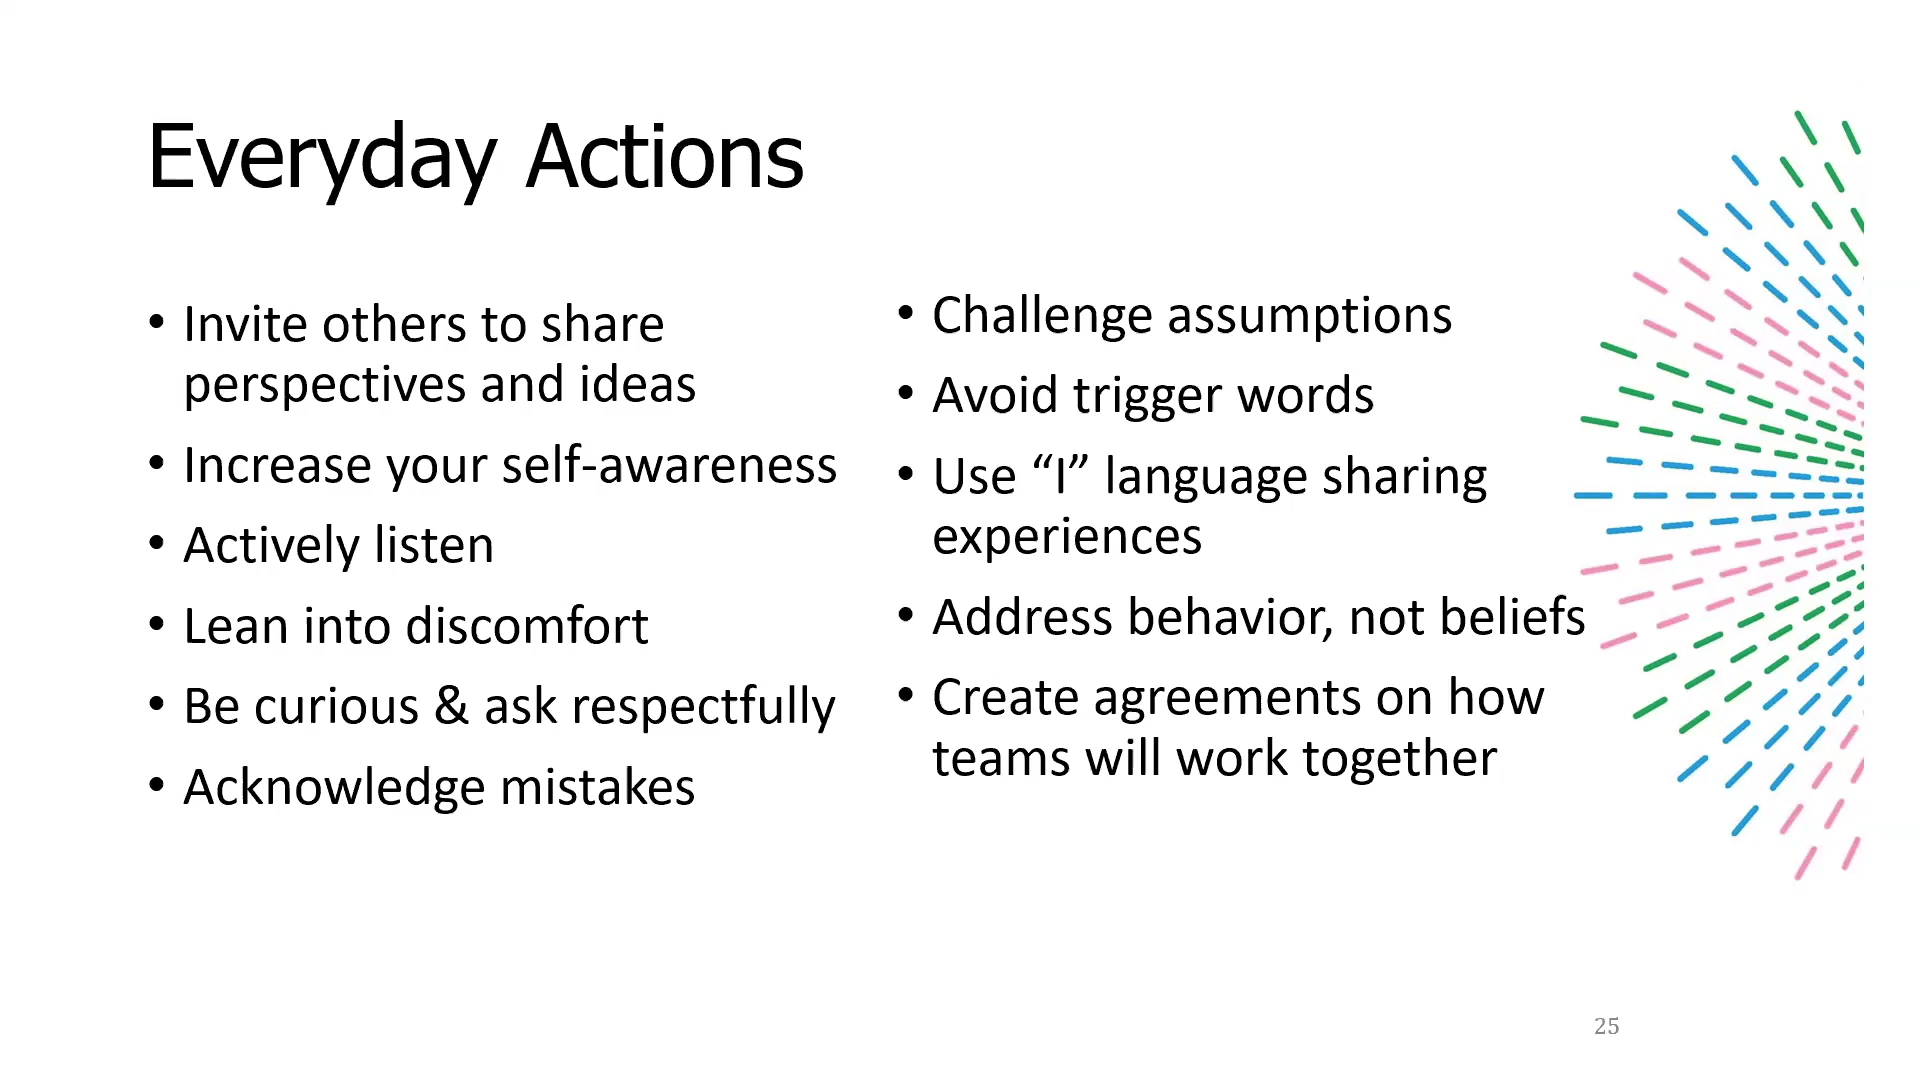 Everyday Actions
• Invite others to share
perspectives and ideas
• Increase your self-awareness
• Actively listen
• Lean into discomfort
• Be curious & ask respectfully
• Acknowledge mistakes
• Challenge assumptions
• Avoid trigger words
• Use “I” language sharing
experiences
• Address behavior, not beliefs
• Create agreements on how
teams will work together
25